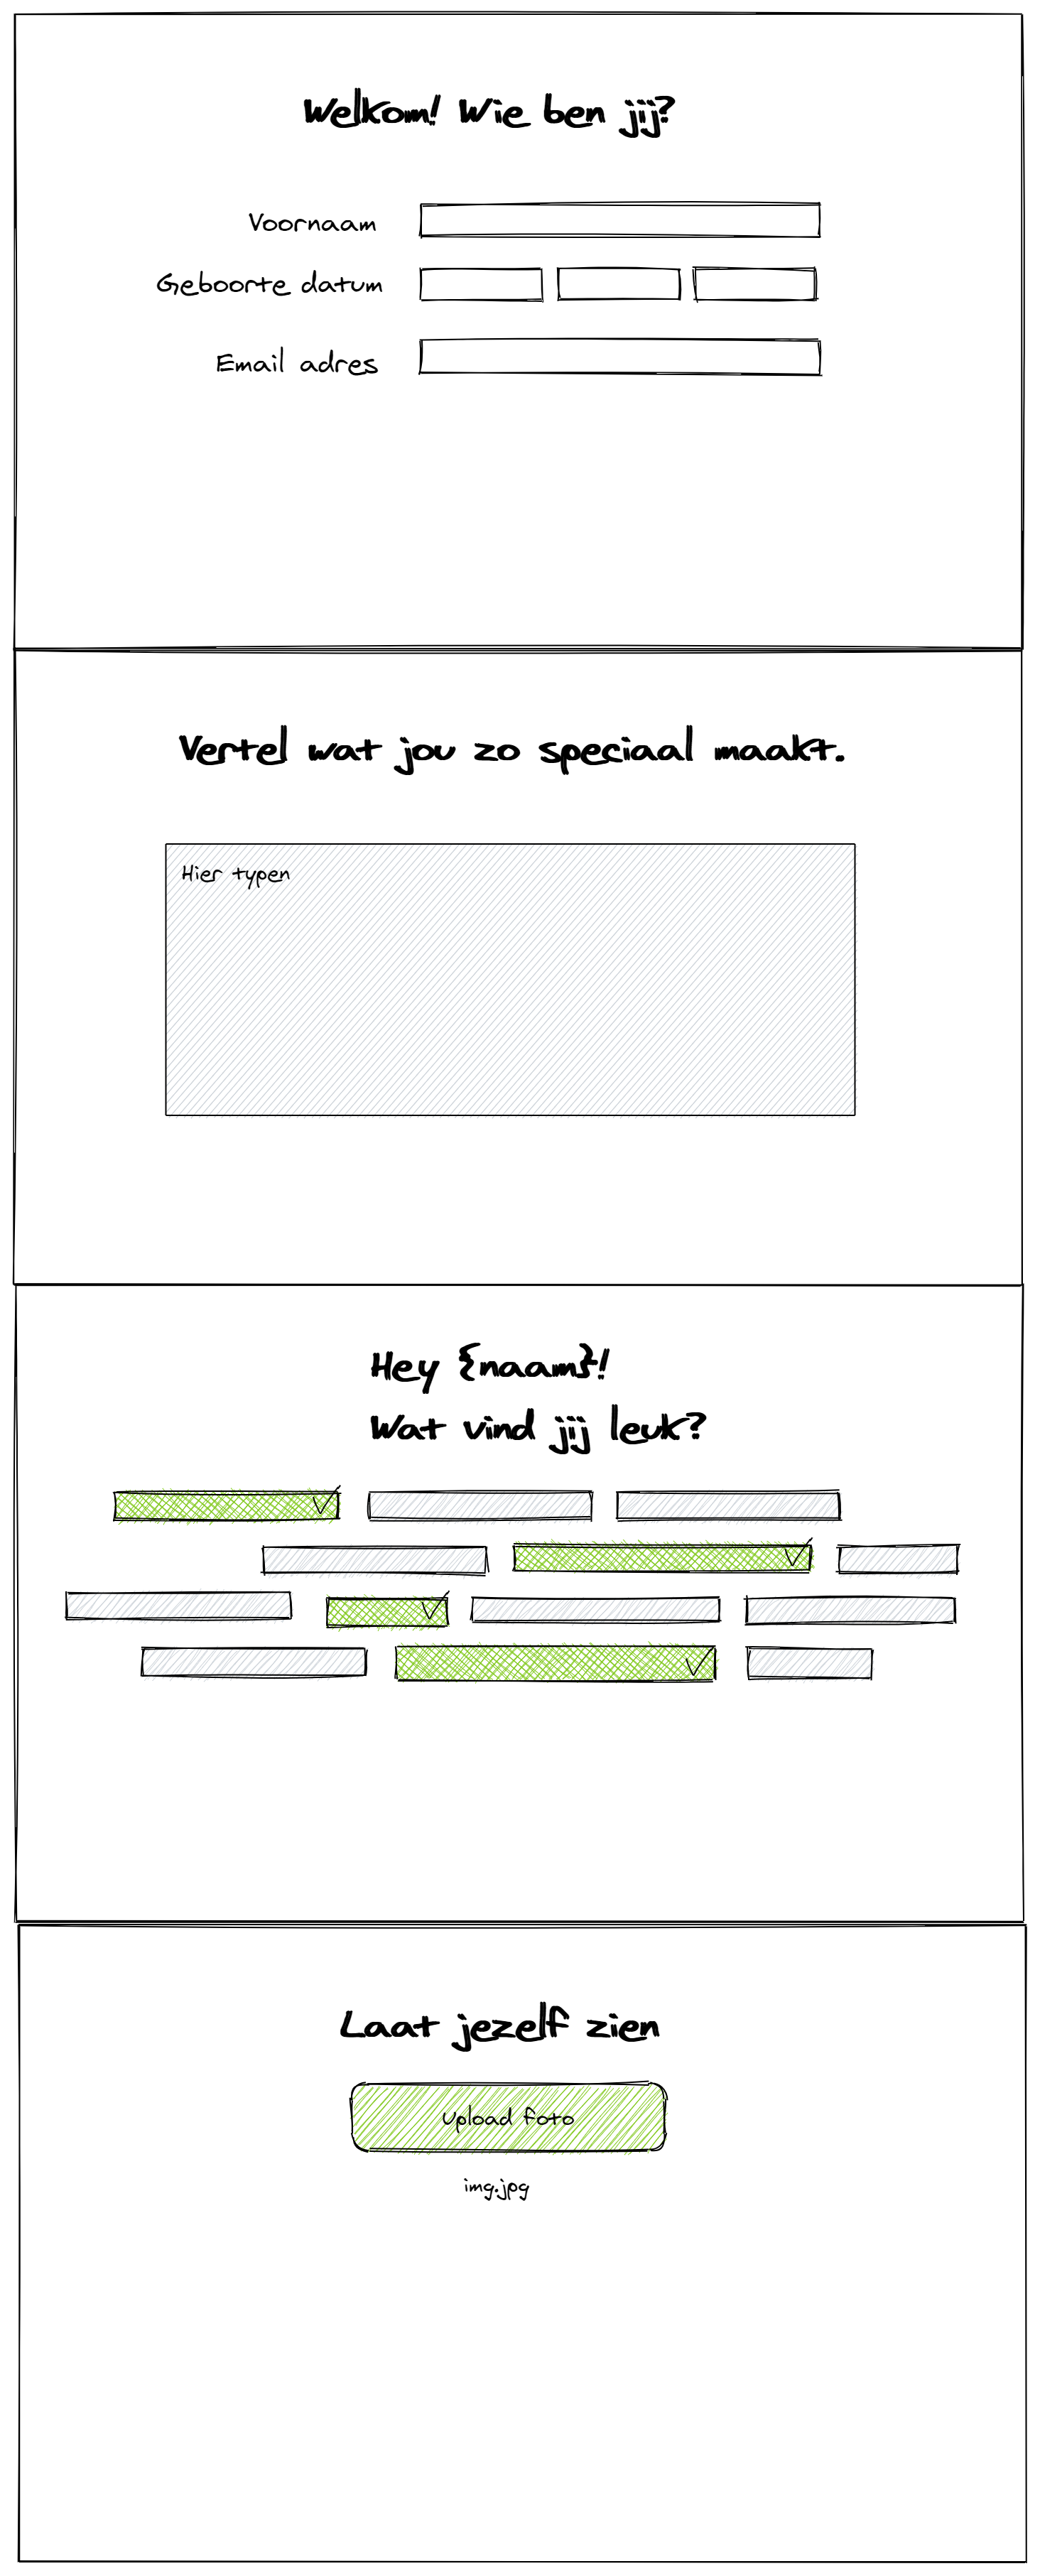 Welkom! Wie ben jij?
Voornaam
Geboorte datum
Email adres
Vertel wat jou zo speciaal maakt.
Hier typen
Hey {naam}!
Wat vind jij leuk?
Laat jezelf zien
Upload foto
img.jpg